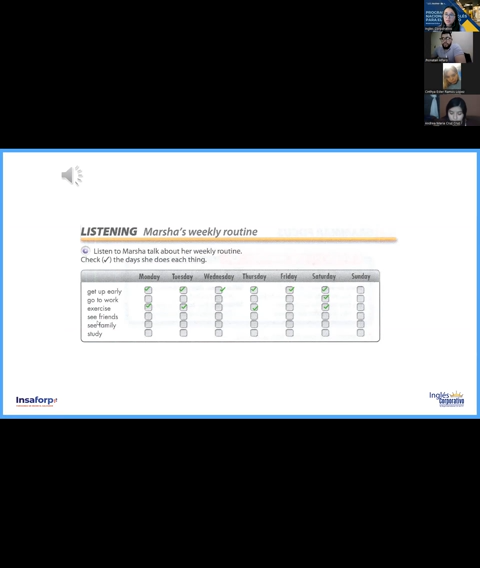 LISTENING Marsha's weekly routine
Listen to Marsha talk about her weekly routine.
Check (✓) the days she does each thing.
Monday Tuesday Wednesday Thursday Friday Saturday Sunday
get up early
go to work
exercise
see friends
see family
study
Insaforp
Inglés
Corporativo